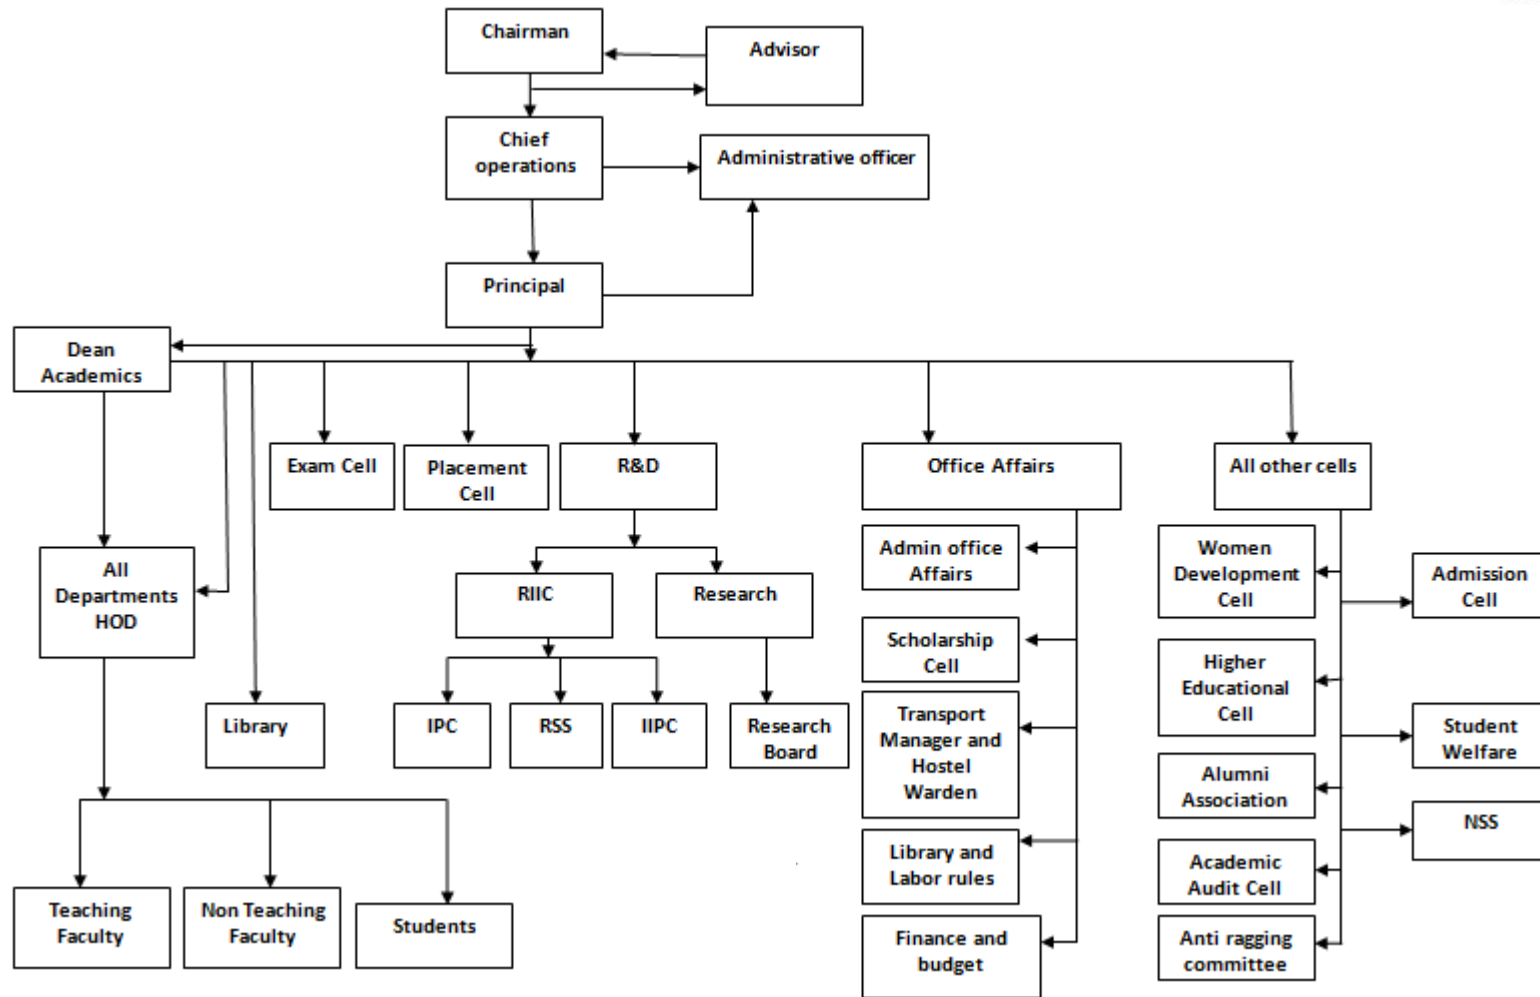 Chairman
Advisor
Chief
operations
Administrative officer
Principal
Dean
Academics
Exam Cell
Placement
Cell
R&D
Office Affairs
All other cells
All
Departments
HOD
Admin office
Affairs
Women
Development
Cell
Admission
Cell
RIIC
Research
Scholarship
Cell
Higher
Educational
Cell
Library
IPC
RSS
IIPC
Research
Board
Transport
Manager and
Hostel
Warden
Student
Welfare
Alumni
Association
NSS
Library and
Labor rules
Academic
Audit Cell
Teaching
Faculty
Non Teaching
Faculty
Students
Finance and
budget
Anti ragging
committee